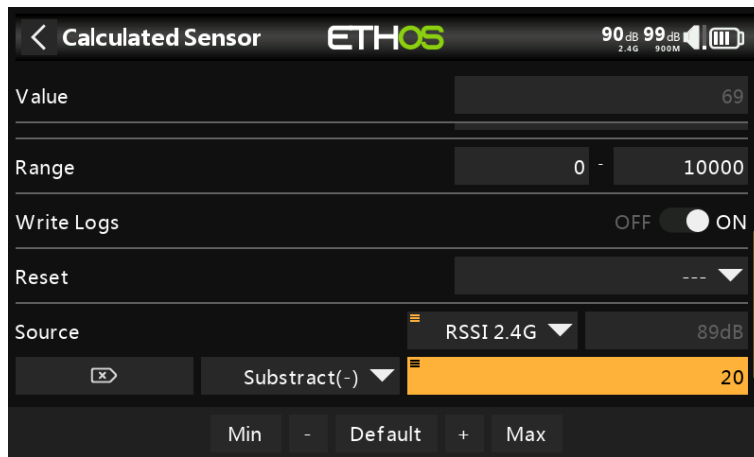 Calculated Sensor ETHOS 90dB 2.4G 99dB 900M
Value 69
Range 0 - 10000
Write Logs OFF ON
Reset ---
Source RSSI 2.4G 89dB
Substract(-) 20
Min - Default + Max